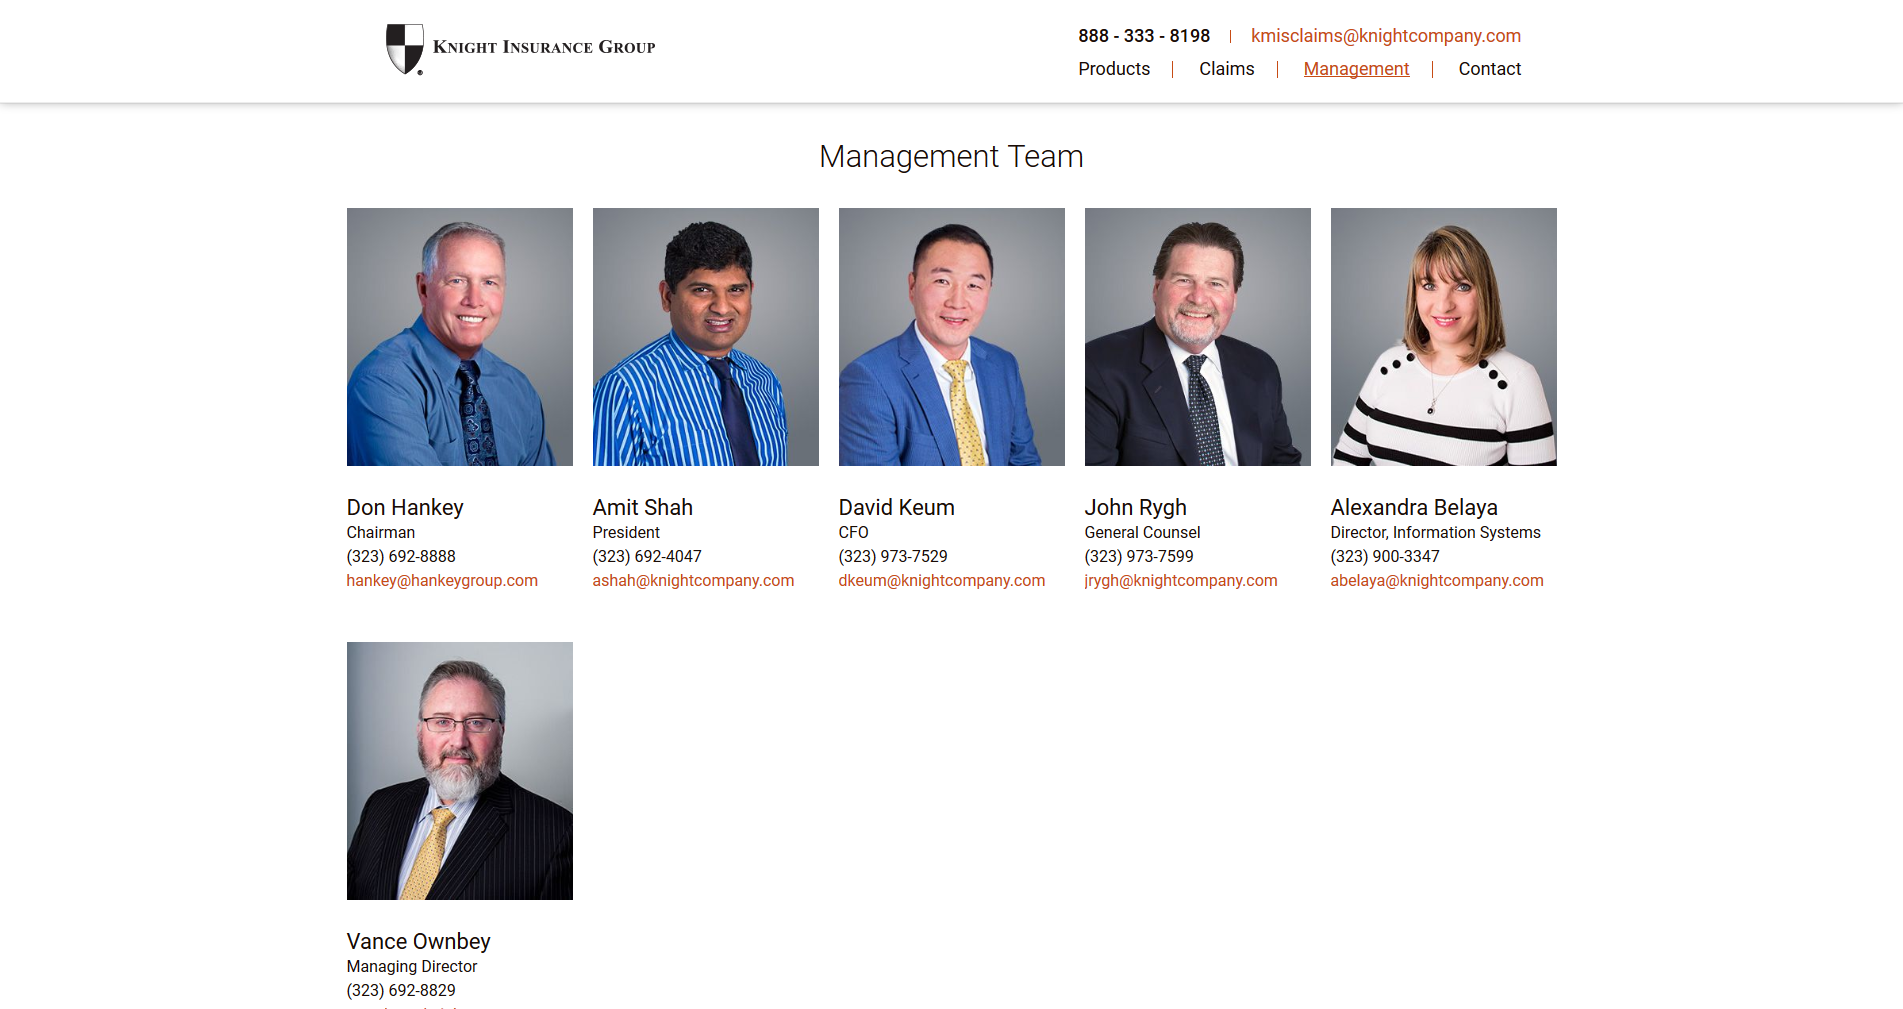 KNIGHT INSURANCE GROUP
®
888 - 333 - 8198 | kmisclaims@knightcompany.com
Products | Claims | Management | Contact
Management Team
Don Hankey
Chairman
(323) 692-8888
hankey@hankeygroup.com
Amit Shah
President
(323) 692-4047
ashah@knightcompany.com
David Keum
CFO
(323) 973-7529
dkeum@knightcompany.com
John Rygh
General Counsel
(323) 973-7599
jrygh@knightcompany.com
Alexandra Belaya
Director, Information Systems
(323) 900-3347
abelaya@knightcompany.com
Vance Ownbey
Managing Director
(323) 692-8829